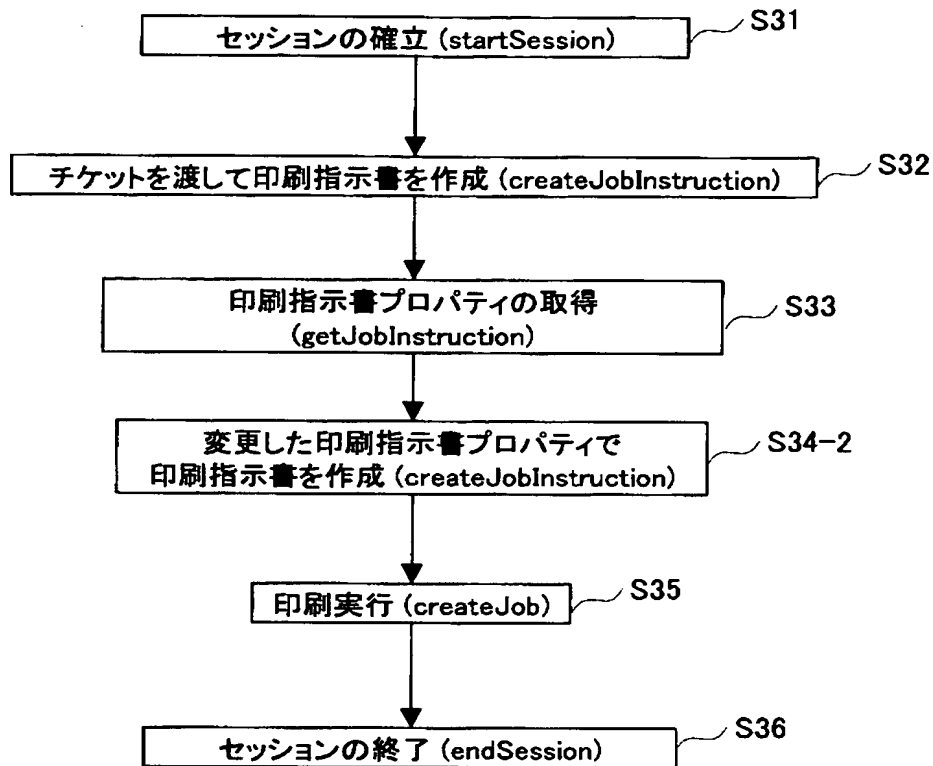 セッションの確立 (startSession)
S31
チケットを渡して印刷指示書を作成 (createJobInstruction)
S32
印刷指示書プロパティの取得
(getJobInstruction)
S33
変更した印刷指示書プロパティで
印刷指示書を作成 (createJobInstruction)
S34-2
印刷実行 (createJob)
S35
セッションの終了 (endSession)
S36